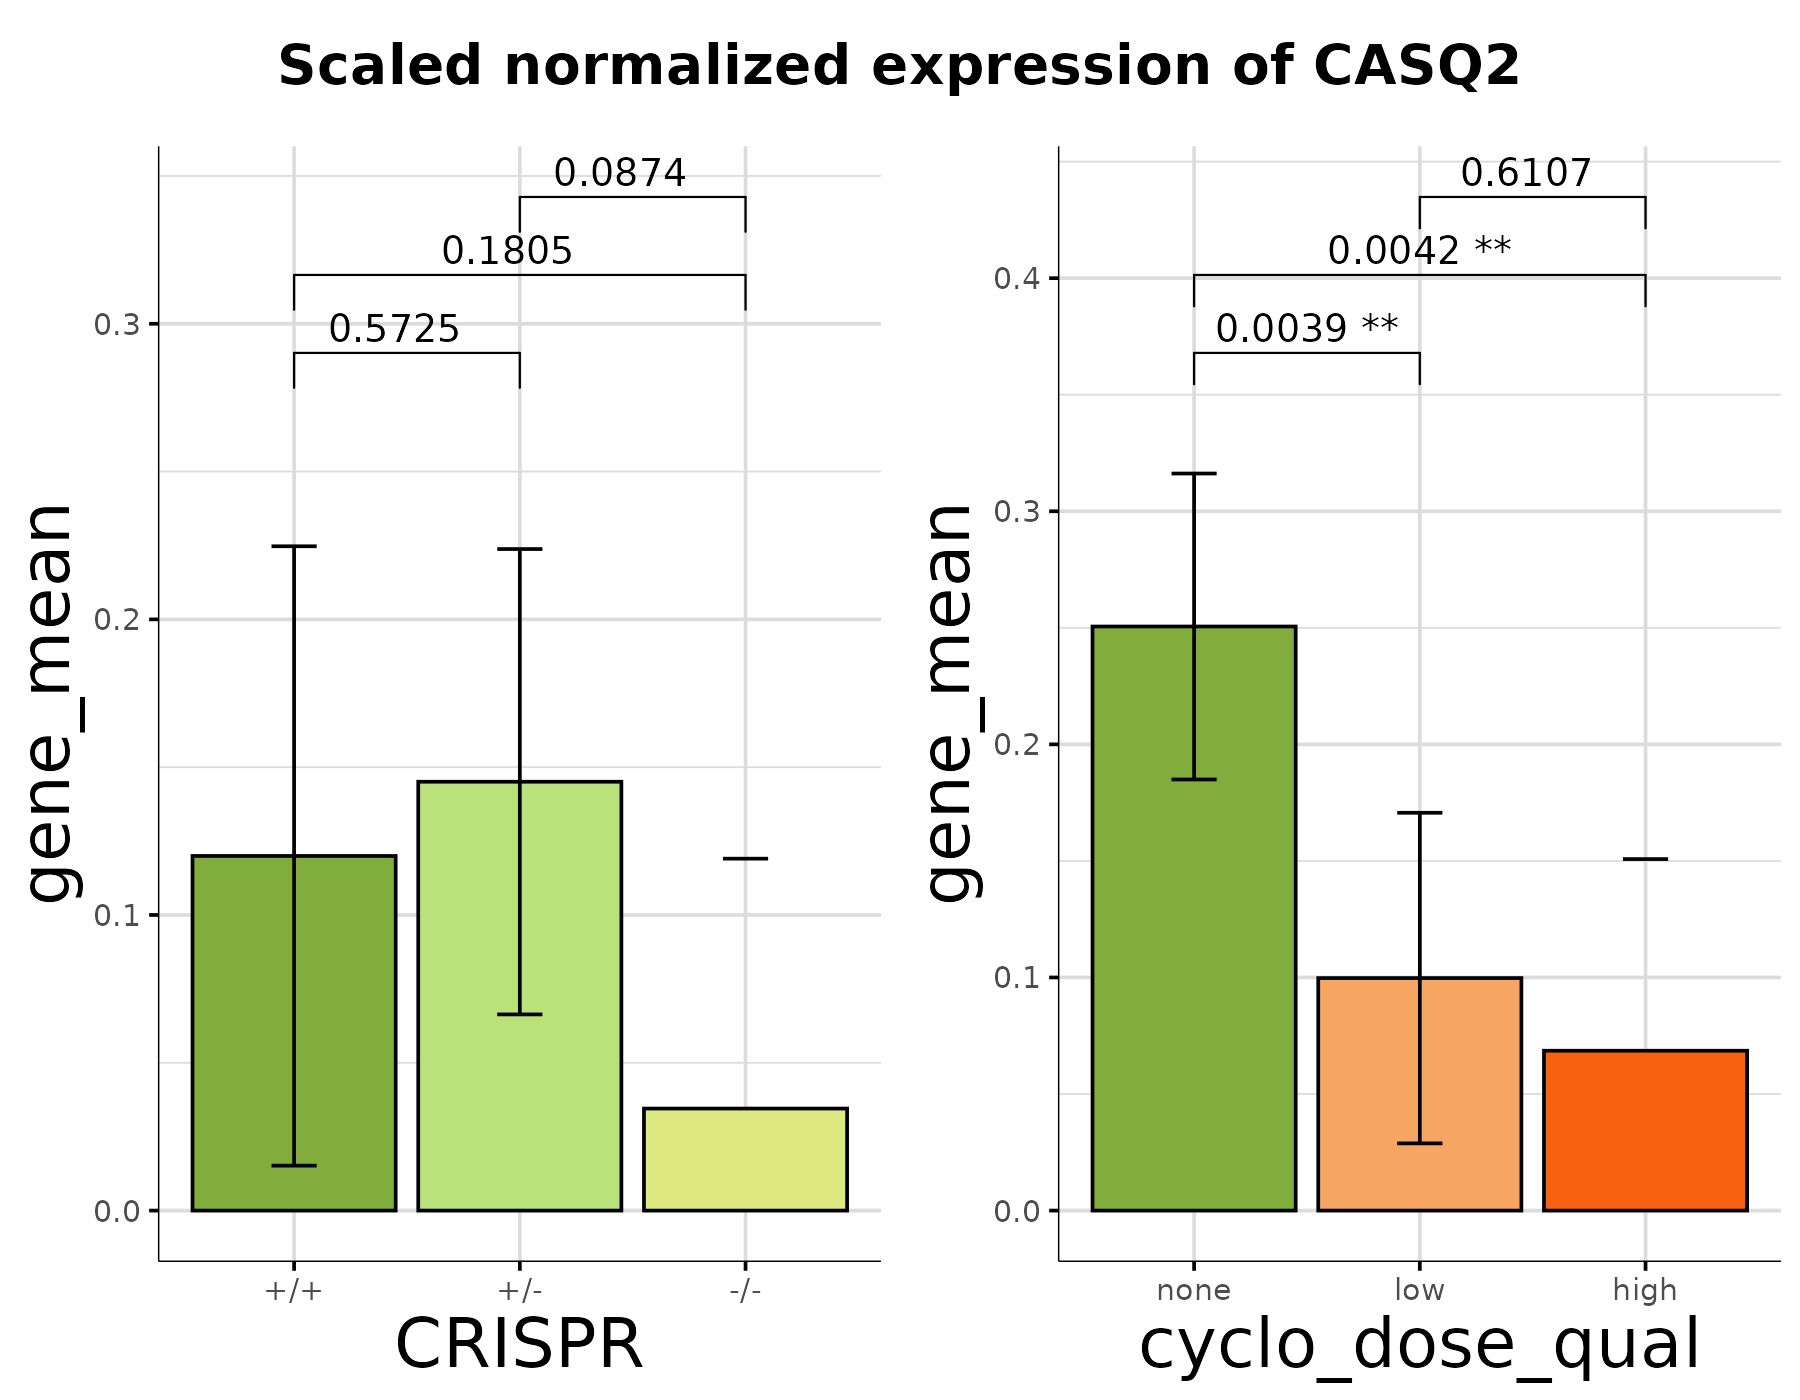 Scaled normalized expression of CASQ2
gene_mean
0.3
0.2
0.1
0.0
0.0874
0.1805
0.5725
+/+
+/-
-/-
CRISPR
gene_mean
0.4
0.3
0.2
0.1
0.0
0.6107
0.0042 **
0.0039 **
none
low
high
cyclo_dose_qual